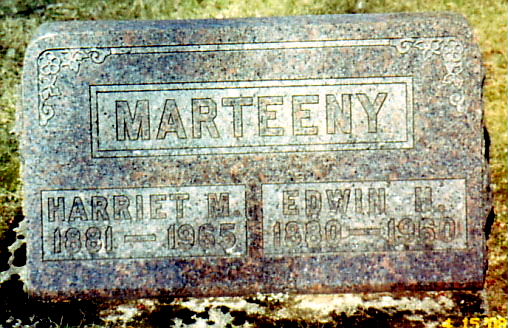 MARTEENY
HARRIET M.
1881 — 1965
EDWIN H.
1880 — 1960